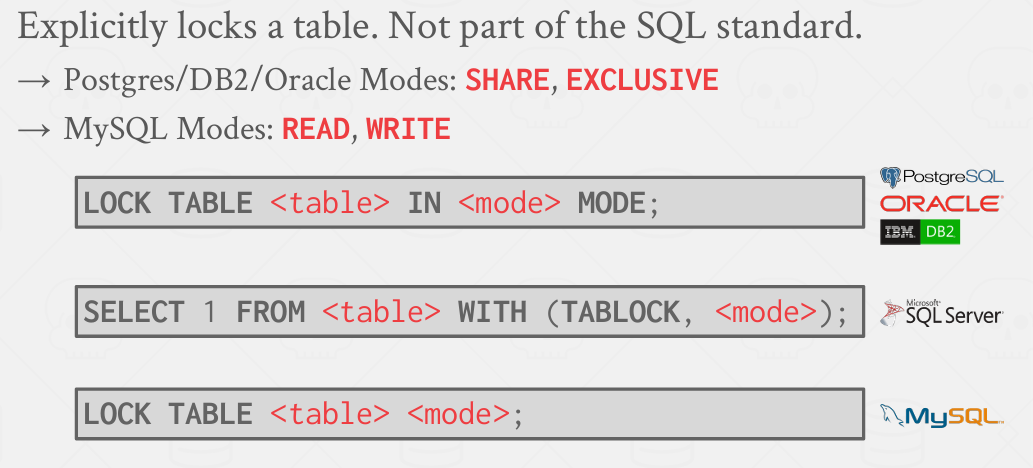 Explicitly locks a table. Not part of the SQL standard.
→ Postgres/DB2/Oracle Modes: SHARE, EXCLUSIVE
→ MySQL Modes: READ, WRITE
LOCK TABLE <table> IN <mode> MODE;
PostgreSQL
ORACLE
IBM DB2
SELECT 1 FROM <table> WITH (TABLOCK, <mode>);
Microsoft
SQL Server
LOCK TABLE <table> <mode>;
MySQL